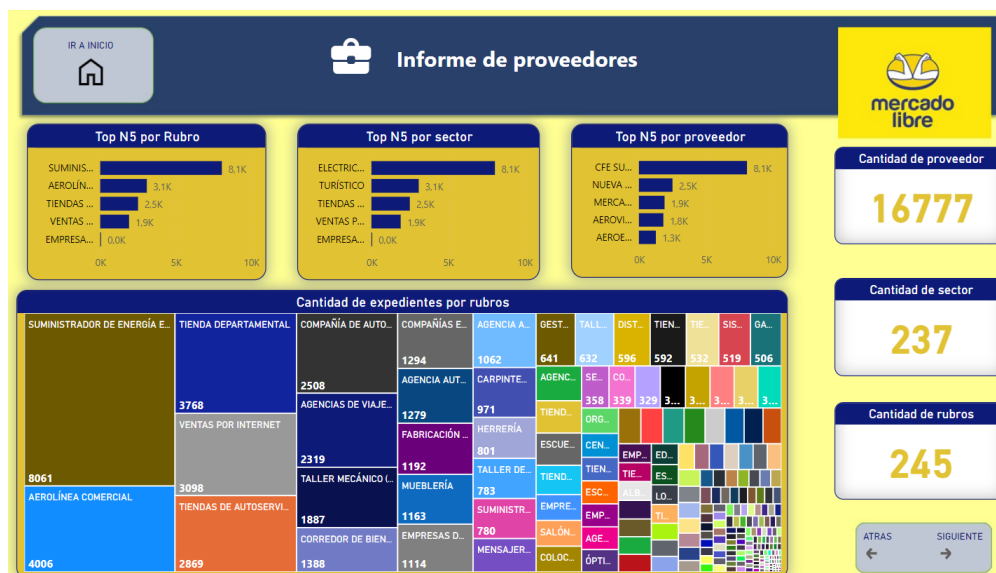 IR A INICIO
Informe de proveedores
mercado
libre
Top N5 por Rubro
SUMINIS... 8,1K
AEROLÍN... 3,1K
TIENDAS ... 2,5K
VENTAS ... 1,9K
EMPRESA... 0,0K
0K 5K 10K
Top N5 por sector
ELECTRIC... 8,1K
TURÍSTICO 3,1K
TIENDAS ... 2,5K
VENTAS P... 1,9K
EMPRESA... 0,0K
0K 5K 10K
Top N5 por proveedor
CFE SU... 8,1K
NUEVA ... 2,5K
MERCA... 1,9K
AEROVI... 1,8K
AEROE... 1,3K
0K 5K 10K
Cantidad de proveedor
16777
Cantidad de sector
237
Cantidad de rubros
245
Cantidad de expedientes por rubros
SUMINISTRADOR DE ENERGÍA E...
8061
AEROLÍNEA COMERCIAL
4006
TIENDA DEPARTAMENTAL
3768
VENTAS POR INTERNET
3098
TIENDAS DE AUTOSERVI...
2869
COMPAÑÍA DE AUTO...
2508
AGENCIAS DE VIAJE...
2319
TALLER MECÁNICO (...
1887
CORREDOR DE BIEN...
1388
COMPAÑÍAS E...
1294
AGENCIA AUT...
1279
FABRICACIÓN ...
1192
MUEBLERÍA
1163
EMPRESAS D...
1114
AGENCIA A...
1062
CARPINTE...
971
HERRERÍA
801
TALLER DE...
783
SUMINISTR...
780
MENSAJER...
GEST...
641
AGENC...
TIEND...
ESCUE...
TIEND...
EMPRE...
SALÓN...
COLOC...
TALL...
632
SE...
358
ORG...
CEN...
TIEN...
ESC...
EMP...
AGE...
ÓPTI...
DIST...
596
CO...
339
329
EMP...
TIE...
ALB...
TIEN...
592
3...
ED...
ES...
LO...
TI...
TIE...
532
3...
SIS...
519
3...
3...
GA...
506
3...
ATRAS
SIGUIENTE